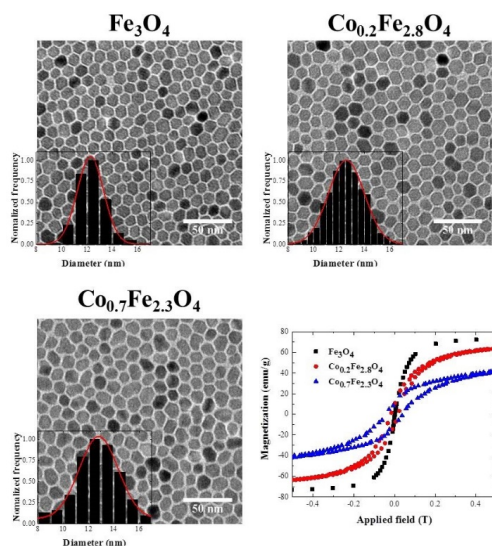 Fe3O4
Co0.2Fe2.8O4
Nomalized frequency
1.00
0.75
0.50
0.25
0.00
8 10 12 14 16
Diameter (nm)
50 nm
Nomalized frequency
1.00
0.75
0.50
0.25
0.00
8 10 12 14 16
Diameter (nm)
50 nm
Co0.7Fe2.3O4
Nomalized frequency
1.00
0.75
0.50
0.25
0.00
8 10 12 14 16
Diameter (nm)
50 nm
Magnetization (emu/g)
80
60
40
20
0
-20
-40
-60
-80
Fe3O4
Co0.2Fe2.8O4
Co0.7Fe2.3O4
-0.4 -0.2 0.0 0.2 0.4
Applied field (T)